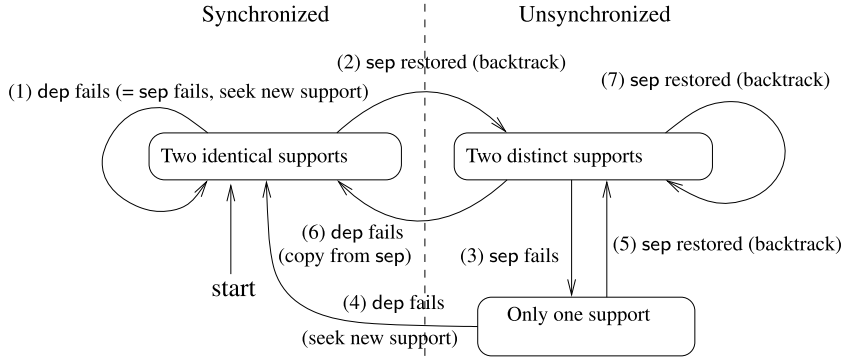 Synchronized
Unsynchronized
(2) sep restored (backtrack)
(7) sep restored (backtrack)
(1) dep fails (= sep fails, seek new support)
Two identical supports
Two distinct supports
(6) dep fails
(copy from sep)
(3) sep fails
(5) sep restored (backtrack)
start
(4) dep fails
(seek new support)
Only one support